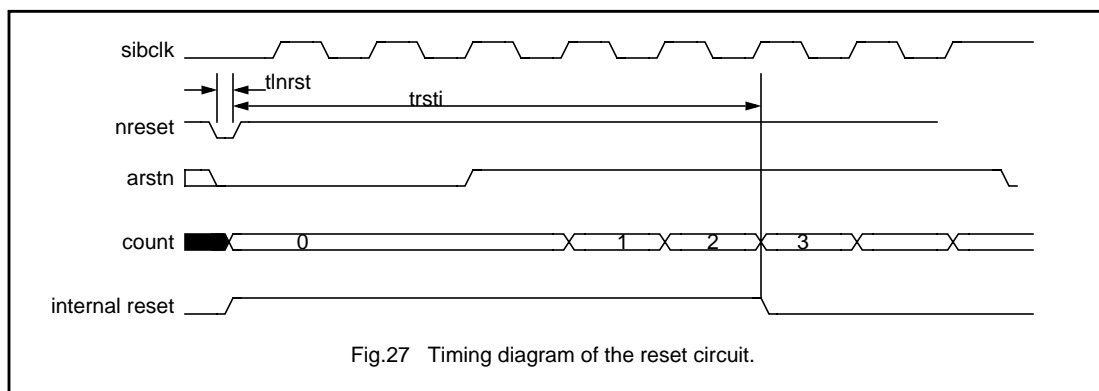 sibclk
tlnrst
trsti
nreset
arstn
count 0 1 2 3
internal reset
Fig.27 Timing diagram of the reset circuit.